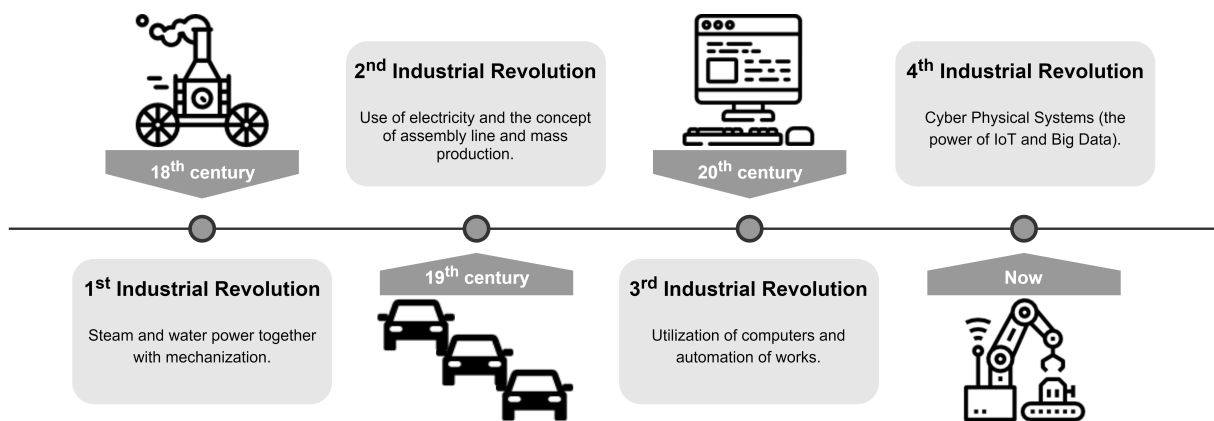 18th century
1st Industrial Revolution
Steam and water power together
with mechanization.
2nd Industrial Revolution
Use of electricity and the concept
of assembly line and mass
production.
19th century
20th century
3rd Industrial Revolution
Utilization of computers and
automation of works.
4th Industrial Revolution
Cyber Physical Systems (the
power of IoT and Big Data).
Now